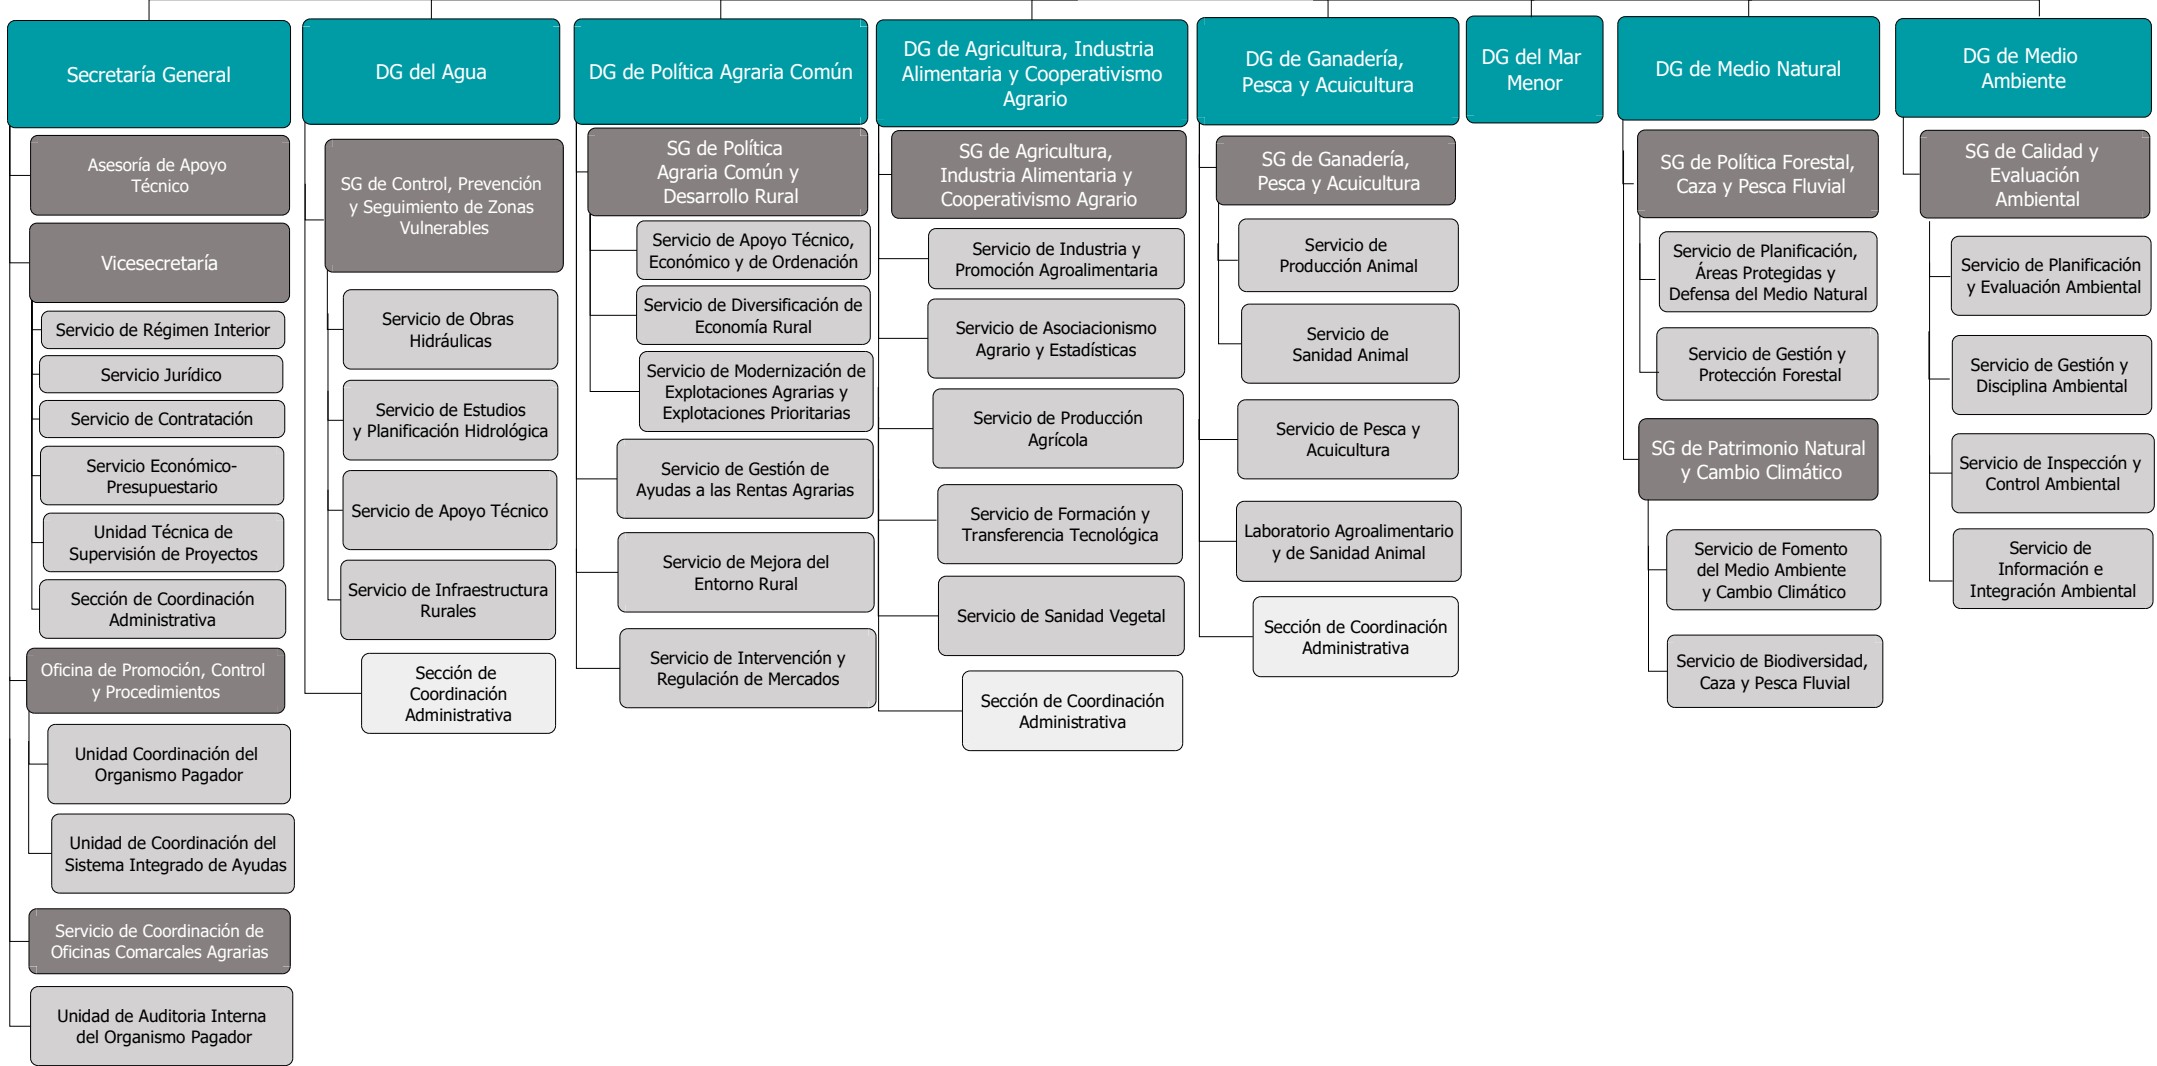 Secretaría General
Asesoría de Apoyo
Técnico
Vicesecretaría
Servicio de Régimen Interior
Servicio Jurídico
Servicio de Contratación
Servicio Económico-
Presupuestario
Unidad Técnica de
Supervisión de Proyectos
Sección de Coordinación
Administrativa
Oficina de Promoción, Control
y Procedimientos
Unidad Coordinación del
Organismo Pagador
Unidad de Coordinación del
Sistema Integrado de Ayudas
Servicio de Coordinación de
Oficinas Comarcales Agrarias
Unidad de Auditoria Interna
del Organismo Pagador
DG del Agua
SG de Control, Prevención
y Seguimiento de Zonas
Vulnerables
Servicio de Obras
Hidráulicas
Servicio de Estudios
y Planificación Hidrológica
Servicio de Apoyo Técnico
Servicio de Infraestructura
Rurales
Sección de
Coordinación
Administrativa
DG de Política Agraria Común
SG de Política
Agraria Común y
Desarrollo Rural
Servicio de Apoyo Técnico,
Económico y de Ordenación
Servicio de Diversificación de
Economía Rural
Servicio de Modernización de
Explotaciones Agrarias y
Explotaciones Prioritarias
Servicio de Gestión de
Ayudas a las Rentas Agrarias
Servicio de Mejora del
Entorno Rural
Servicio de Intervención y
Regulación de Mercados
DG de Agricultura, Industria
Alimentaria y Cooperativismo
Agrario
SG de Agricultura,
Industria Alimentaria y
Cooperativismo Agrario
Servicio de Industria y
Promoción Agroalimentaria
Servicio de Asociacionismo
Agrario y Estadísticas
Servicio de Producción
Agrícola
Servicio de Formación y
Transferencia Tecnológica
Servicio de Sanidad Vegetal
Sección de Coordinación
Administrativa
DG de Ganadería,
Pesca y Acuicultura
SG de Ganadería,
Pesca y Acuicultura
Servicio de
Producción Animal
Servicio de
Sanidad Animal
Servicio de Pesca y
Acuicultura
Laboratorio Agroalimentario
y de Sanidad Animal
Sección de Coordinación
Administrativa
DG del Mar
Menor
DG de Medio Natural
SG de Política Forestal,
Caza y Pesca Fluvial
Servicio de Planificación,
Áreas Protegidas y
Defensa del Medio Natural
Servicio de Gestión y
Protección Forestal
SG de Patrimonio Natural
y Cambio Climático
Servicio de Fomento
del Medio Ambiente
y Cambio Climático
Servicio de Biodiversidad,
Caza y Pesca Fluvial
DG de Medio
Ambiente
SG de Calidad y
Evaluación
Ambiental
Servicio de Planificación
y Evaluación Ambiental
Servicio de Gestión y
Disciplina Ambiental
Servicio de Inspección y
Control Ambiental
Servicio de
Información e
Integración Ambiental